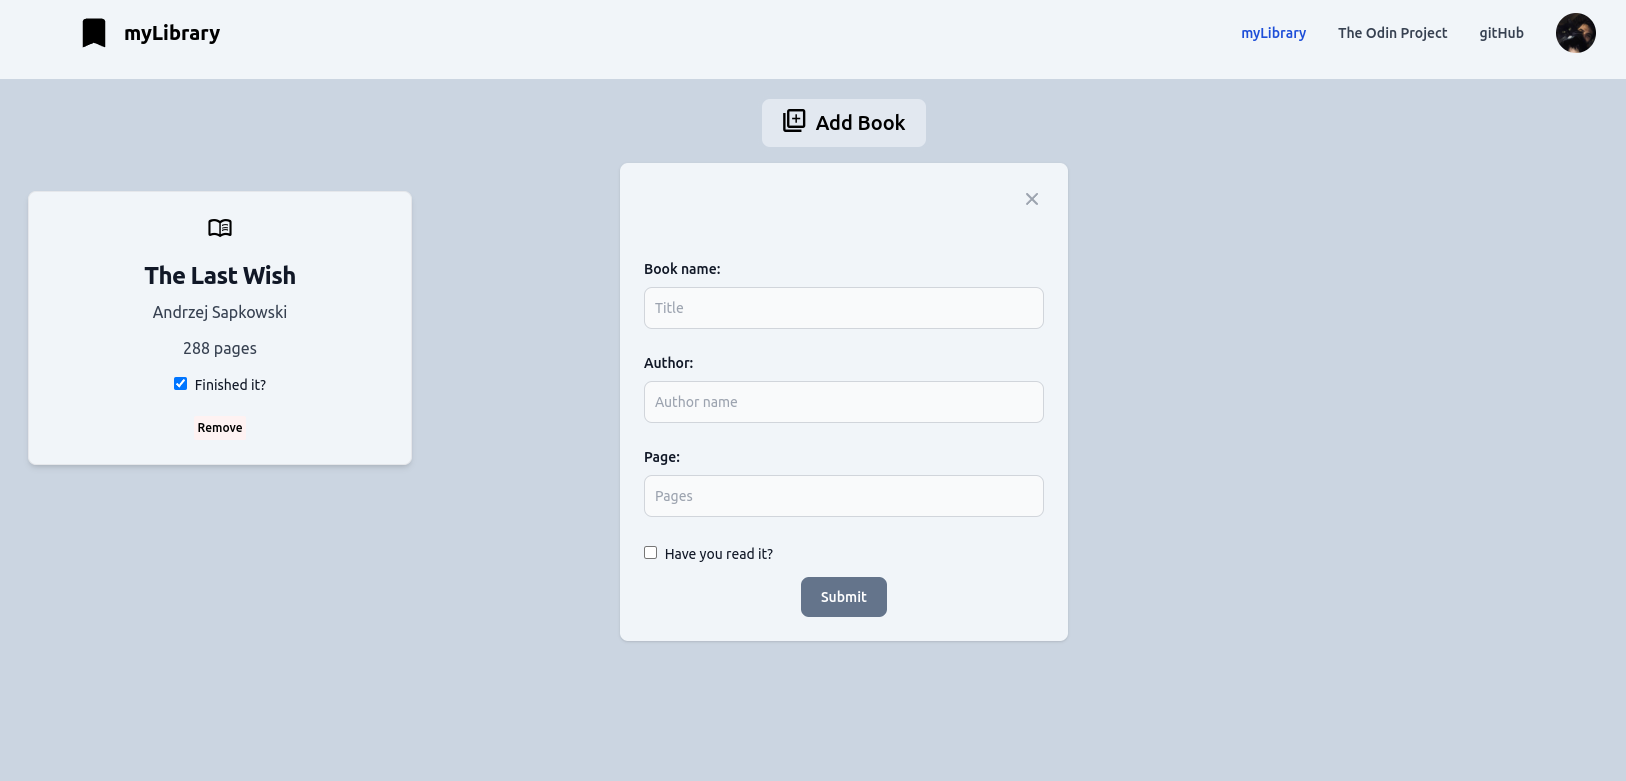 myLibrary
myLibrary The Odin Project gitHub
Add Book
The Last Wish
Andrzej Sapkowski
288 pages
Finished it?
Remove
Book name:
Title
Author:
Author name
Page:
Pages
Have you read it?
Submit